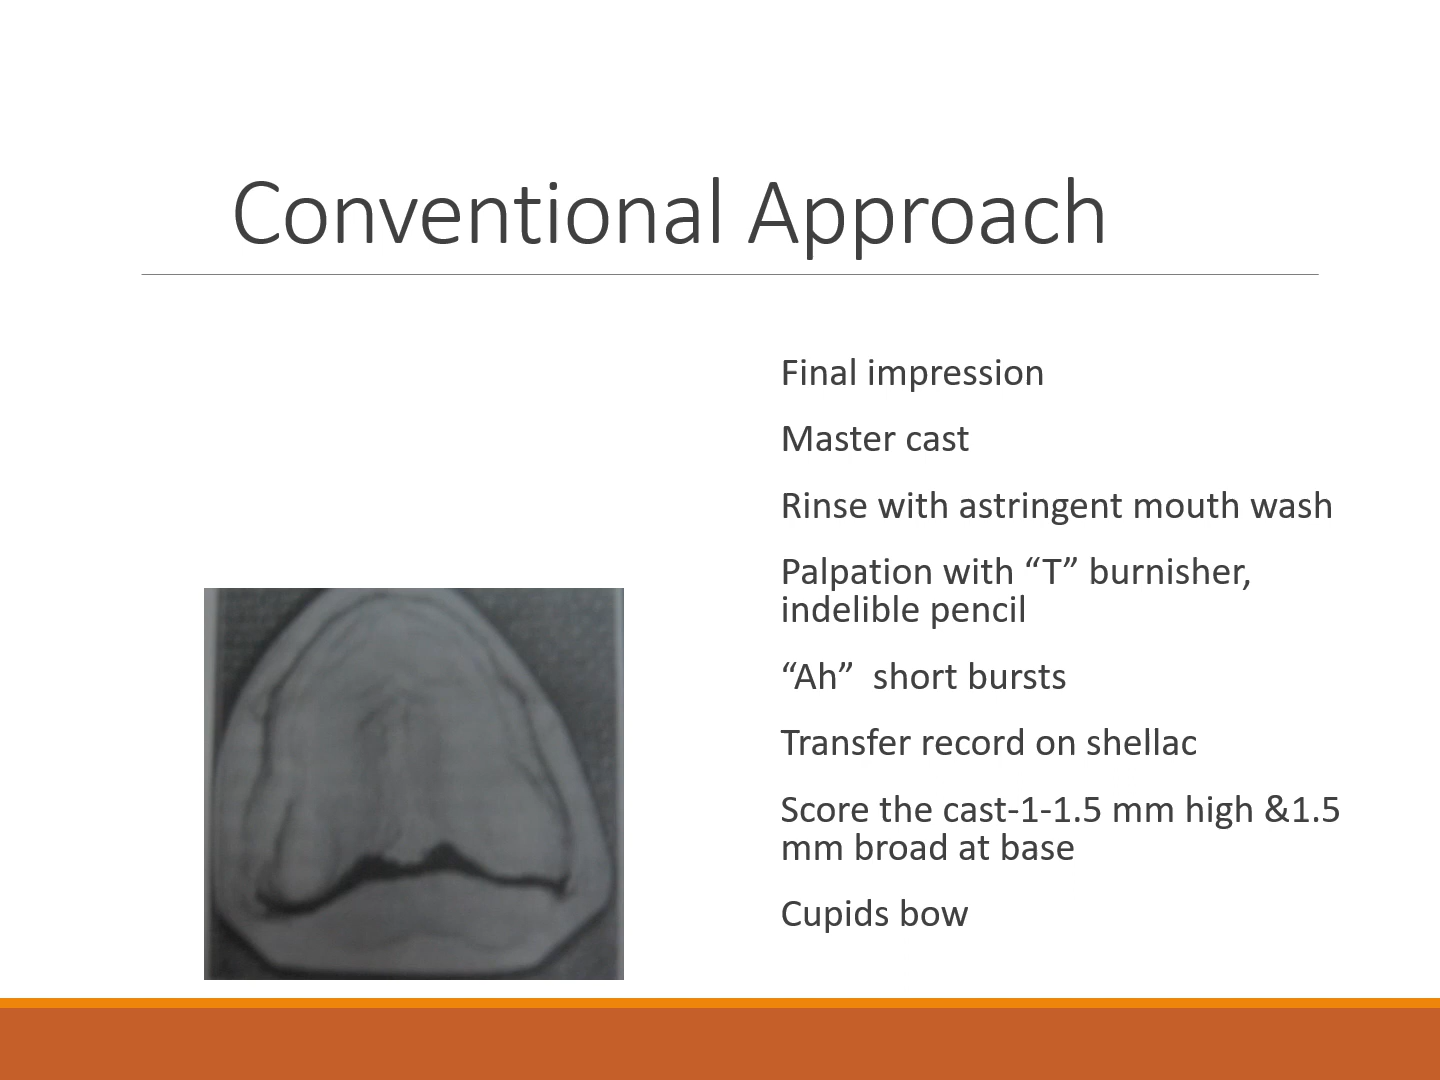 Conventional Approach
Final impression
Master cast
Rinse with astringent mouth wash
Palpation with “T” burnisher,
indelible pencil
“Ah”  short bursts
Transfer record on shellac
Score the cast-1-1.5 mm high &1.5
mm broad at base
Cupids bow